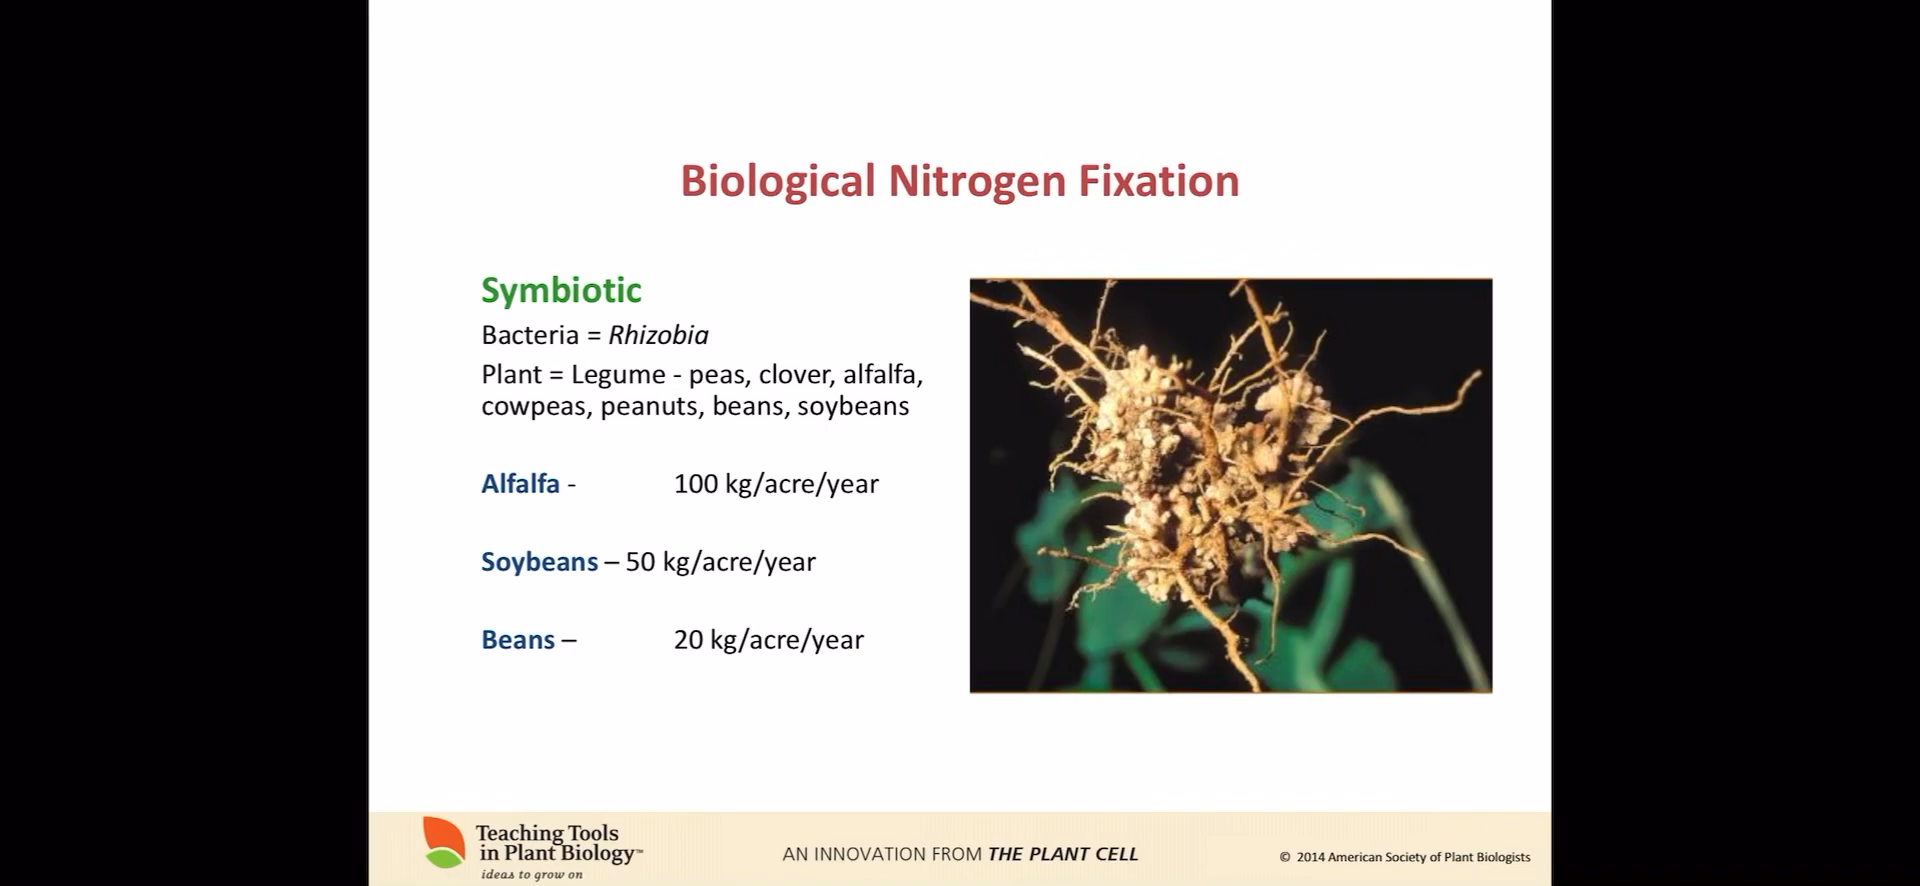 Biological Nitrogen Fixation
Symbiotic
Bacteria = Rhizobia
Plant = Legume - peas, clover, alfalfa,
cowpeas, peanuts, beans, soybeans
Alfalfa - 100 kg/acre/year
Soybeans – 50 kg/acre/year
Beans – 20 kg/acre/year
Teaching Tools
in Plant Biology™
ideas to grow on
AN INNOVATION FROM THE PLANT CELL
© 2014 American Society of Plant Biologists